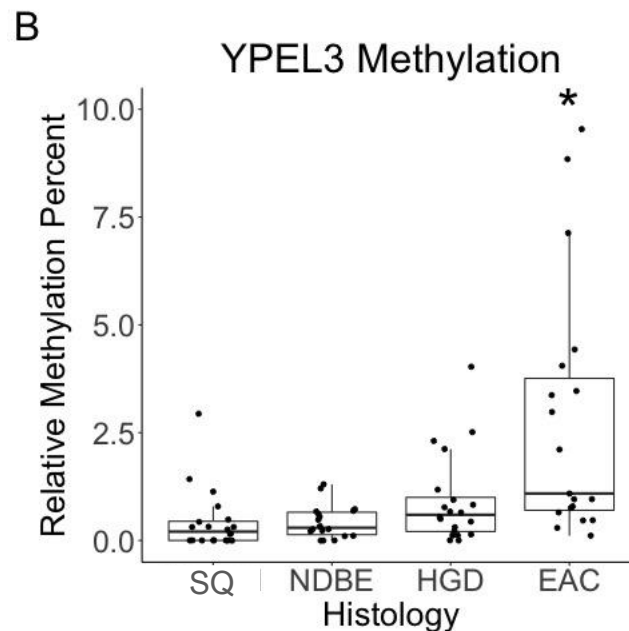 B
YPEL3 Methylation
*
Relative Methylation Percent
10.0
7.5
5.0
2.5
0.0
SQ NDBE HGD EAC
Histology